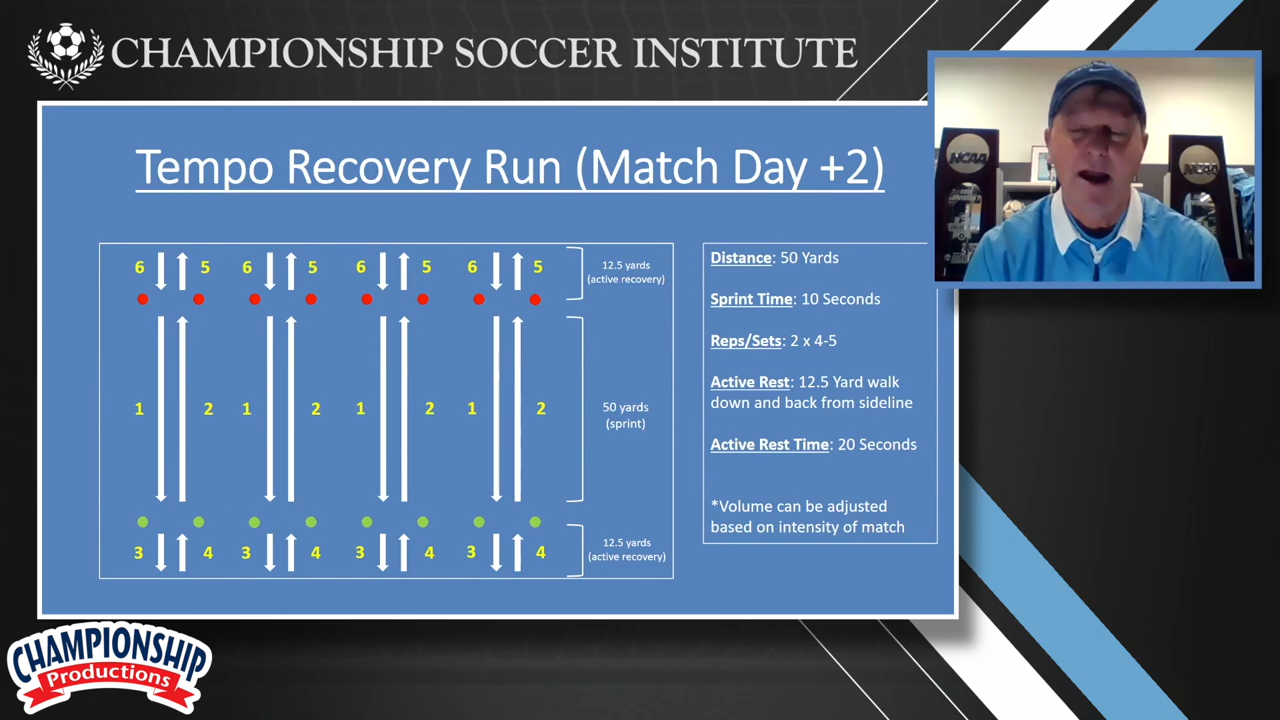 CHAMPIONSHIP SOCCER INSTITUTE
Tempo Recovery Run (Match Day +2)
6 5 6 5 6 5 6 5
12.5 yards
(active recovery)
1 2 1 2 1 2 1 2
50 yards
(sprint)
3 4 3 4 3 4 3 4
12.5 yards
(active recovery)
Distance: 50 Yards
Sprint Time: 10 Seconds
Reps/Sets: 2 x 4-5
Active Rest: 12.5 Yard walk
down and back from sideline
Active Rest Time: 20 Seconds
*Volume can be adjusted
based on intensity of match
NCAA
NCAA
CHAMPIONSHIP
Productions